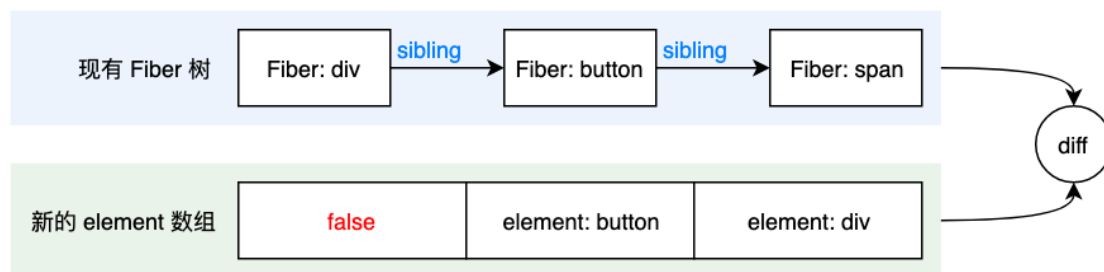 现有 Fiber 树
Fiber: div
sibling
Fiber: button
sibling
Fiber: span
diff
新的 element 数组
false
element: button
element: div